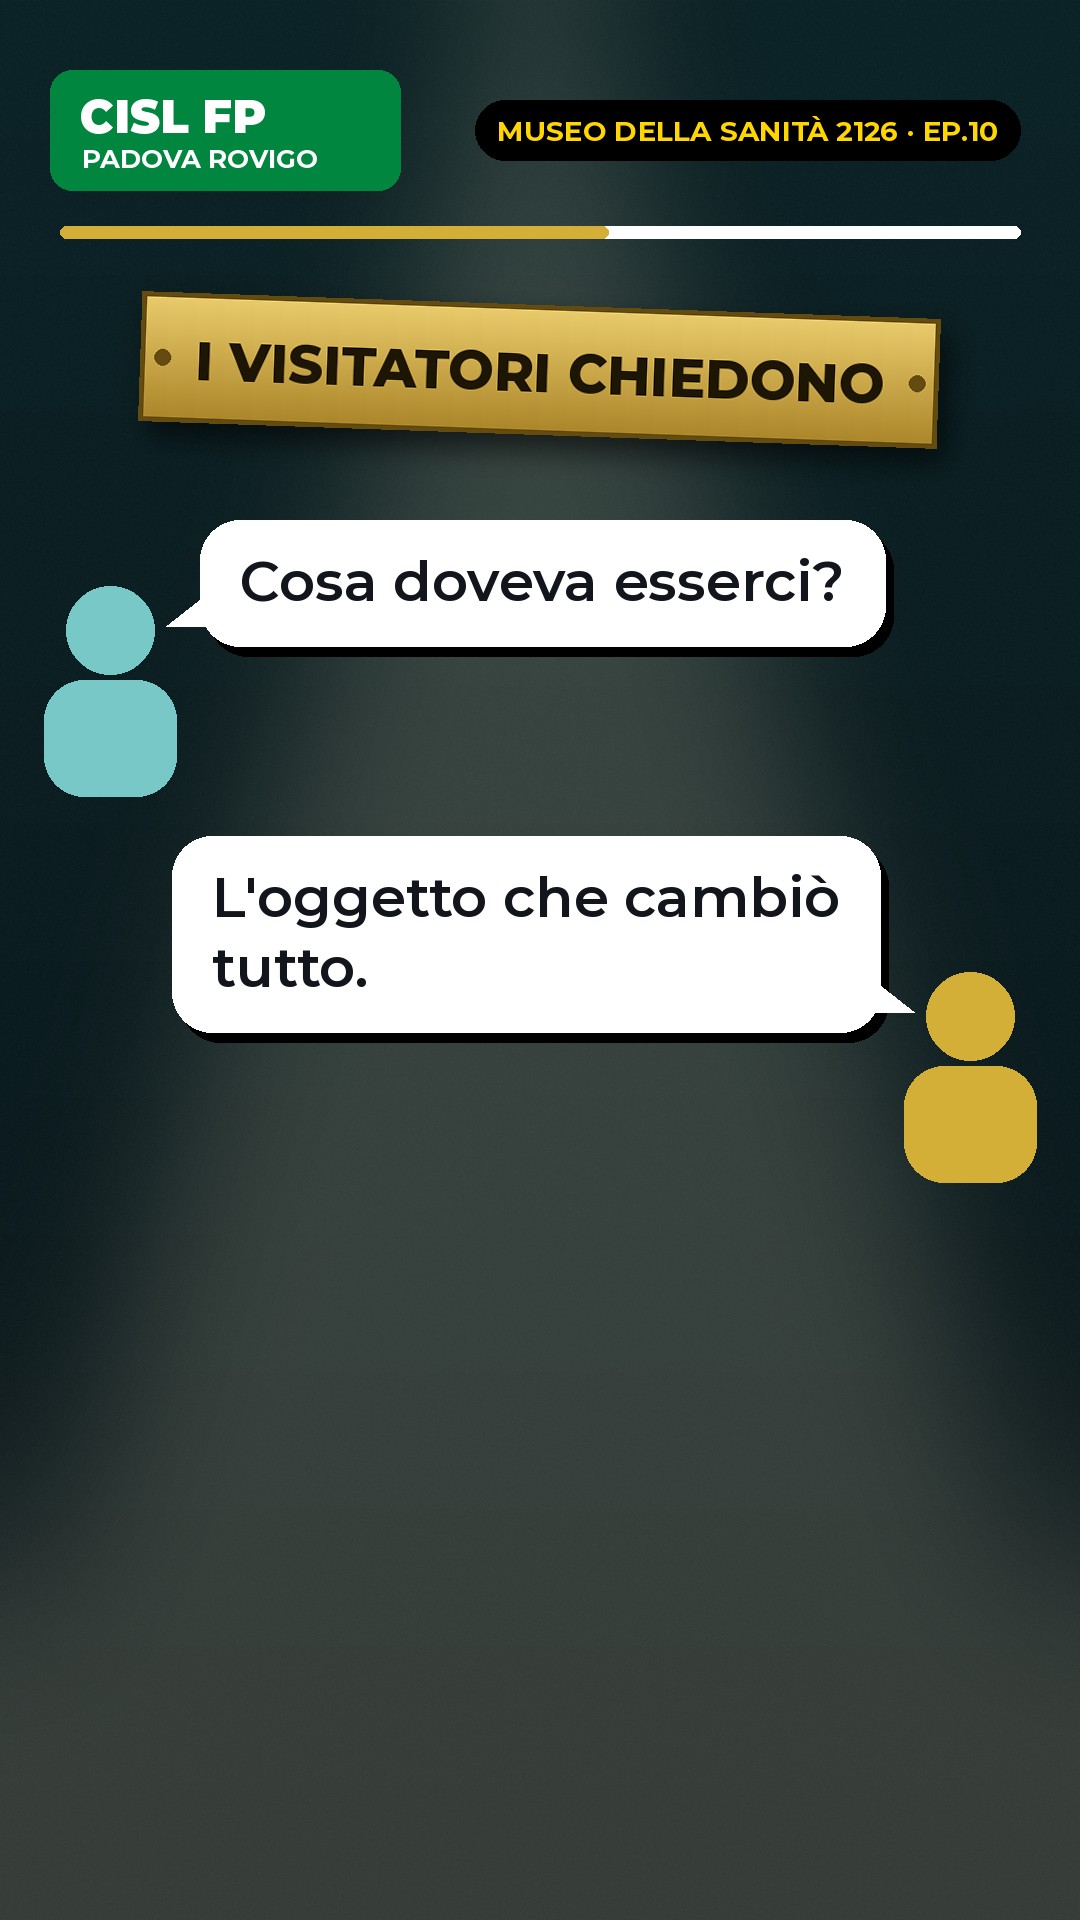 CISL FP
PADOVA ROVIGO
MUSEO DELLA SANITÀ 2126 · EP.10
I VISITATORI CHIEDONO
Cosa doveva esserci?
L'oggetto che cambiò
tutto.